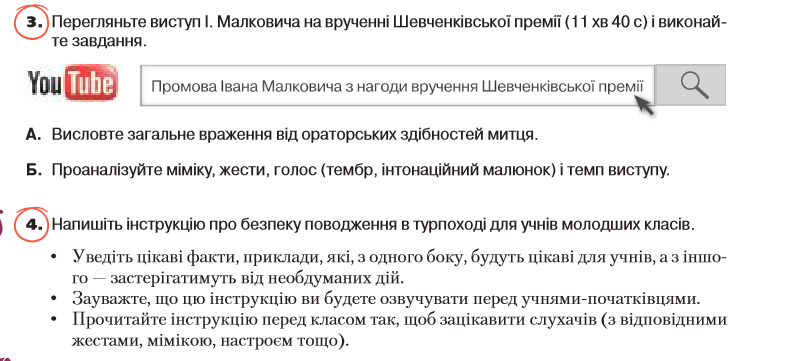 3. Перегляньте виступ І. Малковича на врученні Шевченківської премії (11 хв 40 с) і виконай-
те завдання.
YouTube
Промова Івана Малковича з нагоди вручення Шевченківської премії
А. Висловте загальне враження від ораторських здібностей митця.
Б. Проаналізуйте міміку, жести, голос (тембр, інтонаційний малюнок) і темп виступу.
4. Напишіть інструкцію про безпеку поводження в турпоході для учнів молодших класів.
• Уведіть цікаві факти, приклади, які, з одного боку, будуть цікаві для учнів, а з іншо-
го — застерігатимуть від необдуманих дій.
• Зауважте, що цю інструкцію ви будете озвучувати перед учнями-початківцями.
• Прочитайте інструкцію перед класом так, щоб зацікавити слухачів (з відповідними
жестами, мімікою, настроєм тощо).